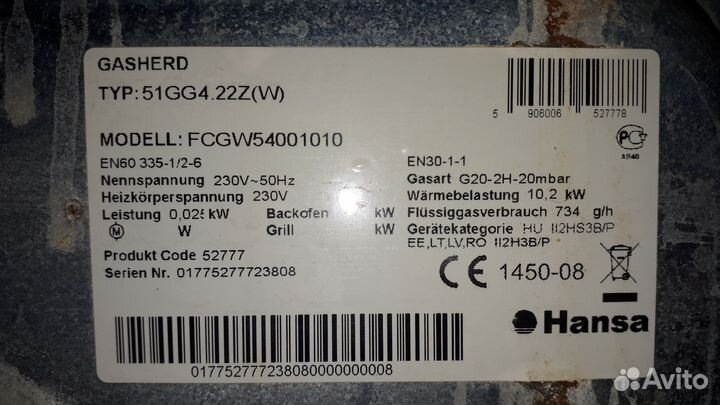 GASHERD
TYP: 51GG4.22Z(W)
5 906006 527778
MODELL: FCGW54001010
EN60 335-1/2-6
Nennspannung 230V~50Hz
Heizkörperspannung 230V
Leistung 0,025 kW Backofen kW
M W Grill kW
PC
EN30-1-1
Gasart G20-2H-20mbar
Wärmebelastung 10,2 kW
Flüssiggasverbrauch 734 g/h
Gerätekategorie HU II2HS3B/P
EE,LT,LV,RO II2H3B/P
Produkt Code 52777
Serien Nr. 01775277723808
CE 1450-08
Hansa
017752777238080000000008
Avito